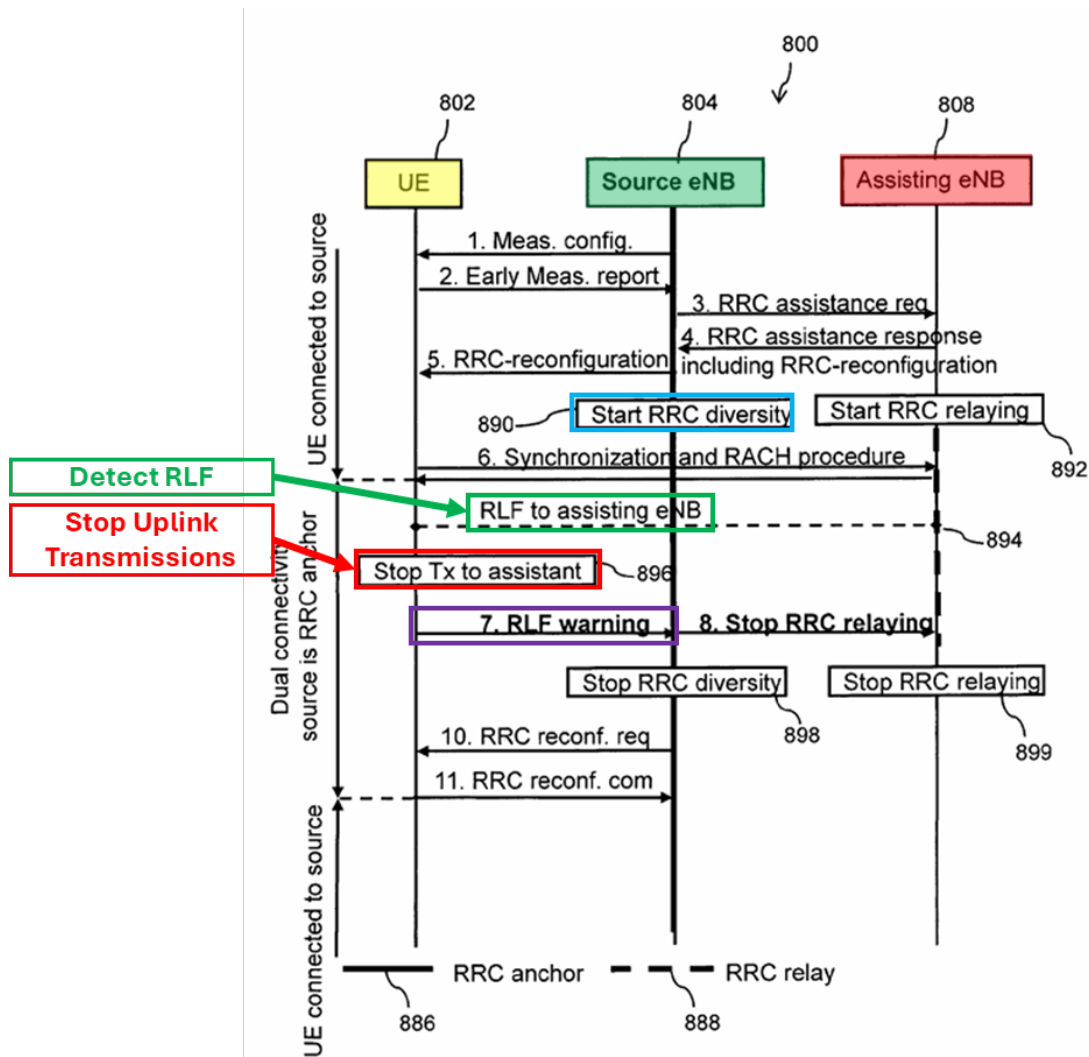 800
802
804
808
UE
Source eNB
Assisting eNB
UE connected to source
1. Meas. config.
2. Early Meas. report
3. RRC assistance req
4. RRC assistance response
5. RRC-reconfiguration
including RRC-reconfiguration
890
Start RRC diversity
Start RRC relaying
892
6. Synchronization and RACH procedure
Detect RLF
RLF to assisting eNB
894
Stop Uplink
Transmissions
Stop Tx to assistant
896
Dual connectivity
source is RRC anchor
7. RLF warning
8. Stop RRC relaying
Stop RRC diversity
Stop RRC relaying
898
899
10. RRC reconf. req
11. RRC reconf. com
UE connected to source
RRC anchor
RRC relay
886
888